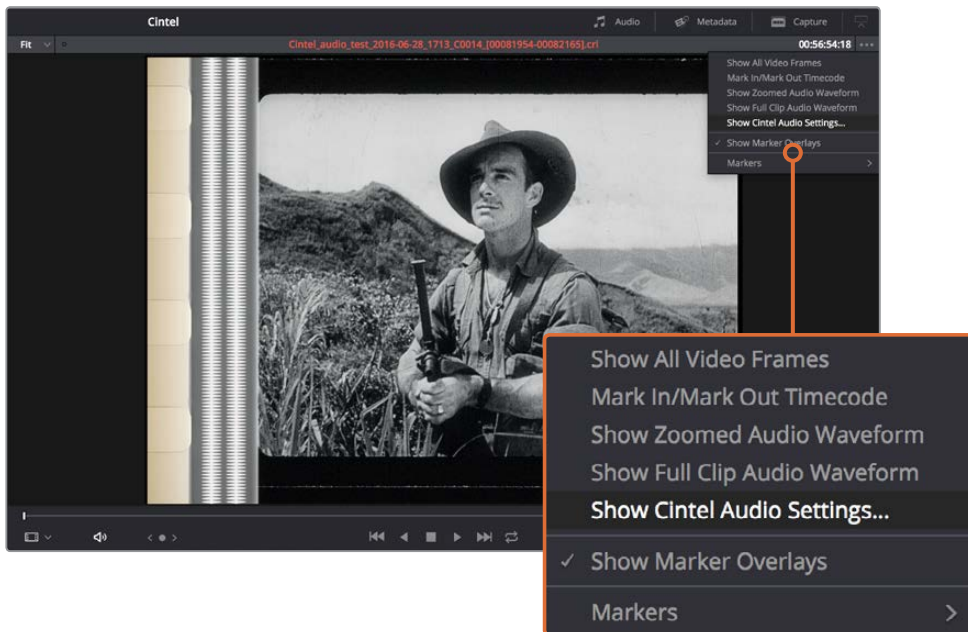 Cintel
Audio
Metadata
Capture
Fit
Cintel_audio_test_2016-06-28_1713_C0014_[00081954-00082165].cri
00:56:54:18
Show All Video Frames
Mark In/Mark Out Timecode
Show Zoomed Audio Waveform
Show Full Clip Audio Waveform
Show Cintel Audio Settings...
Show Marker Overlays
Markers
Show All Video Frames
Mark In/Mark Out Timecode
Show Zoomed Audio Waveform
Show Full Clip Audio Waveform
Show Cintel Audio Settings...
Show Marker Overlays
Markers